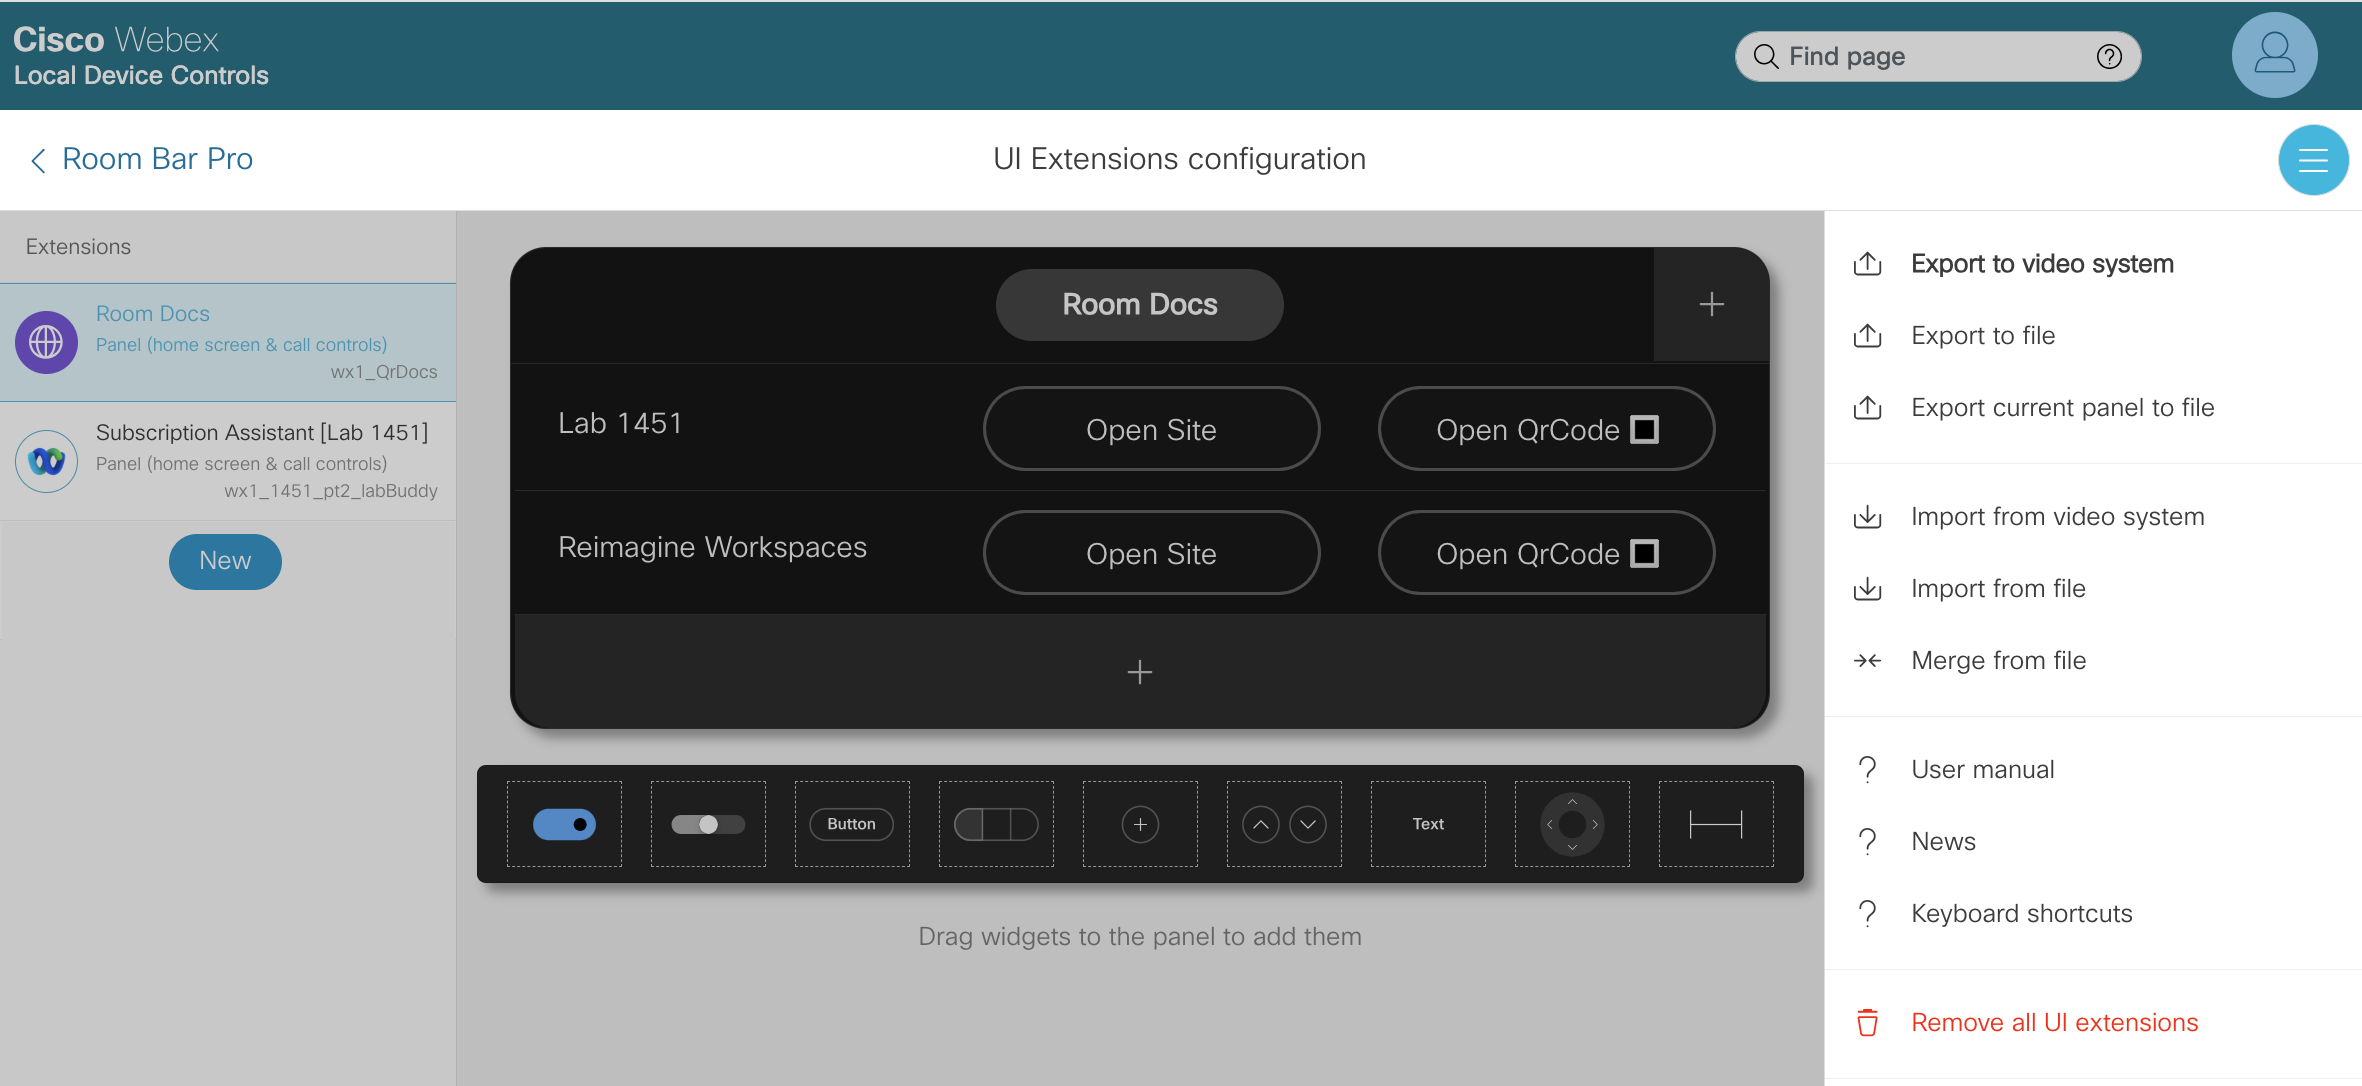 Cisco Webex
Local Device Controls
Find page
Room Bar Pro
UI Extensions configuration
Extensions
Room Docs
Panel (home screen & call controls)
wx1_QrDocs
Subscription Assistant [Lab 1451]
Panel (home screen & call controls)
wx1_1451_pt2_labBuddy
New
Room Docs
Lab 1451
Open Site
Open QrCode
Reimagine Workspaces
Open Site
Open QrCode
Button
Text
Drag widgets to the panel to add them
Export to video system
Export to file
Export current panel to file
Import from video system
Import from file
Merge from file
User manual
News
Keyboard shortcuts
Remove all UI extensions